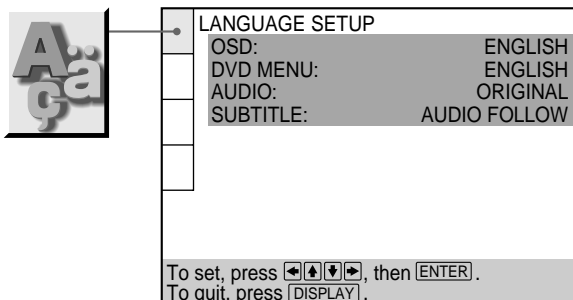 Aäç
LANGUAGE SETUP
OSD: ENGLISH
DVD MENU: ENGLISH
AUDIO: ORIGINAL
SUBTITLE: AUDIO FOLLOW
To set, press ←↑↓→, then ENTER.
To quit, press DISPLAY.